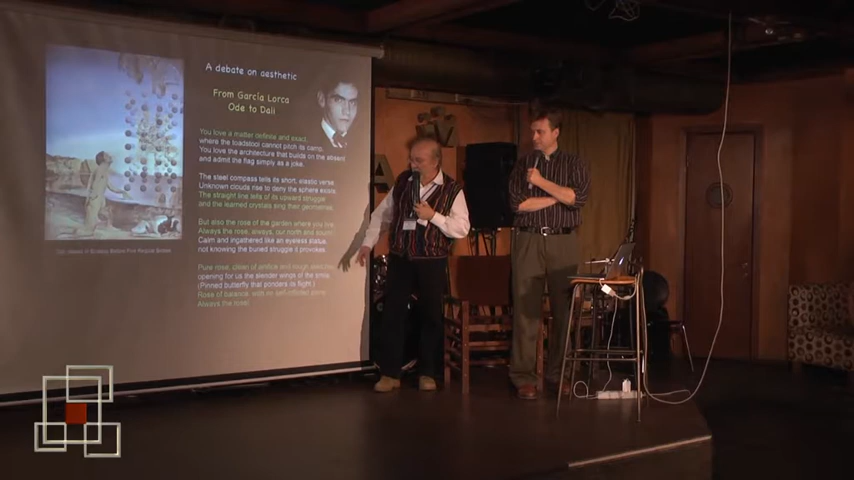 A debate on aesthetic
From García Lorca
Ode to Dalí
You love a matter definite and exact,
where the toadstool cannot pitch its camp.
You love the architecture that builds on the absent
and admit the flag simply as a joke.
The steel compass tells its short, elastic verse.
Unknown clouds rise to deny the sphere exists.
The straight line tells of its upward struggle
and the learned crystals sing their geometries.
But also the rose of the garden where you live.
Always the rose, always, our north and south!
Calm and ingathered like an eyeless statue,
not knowing the buried struggle it provokes.
Pure rose, clean of artifice and rough
opening for us the slender wings of the smile.
(Pinned butterfly that ponders its flight.)
Rose of balance, with no self-inflicted
Always the rose!